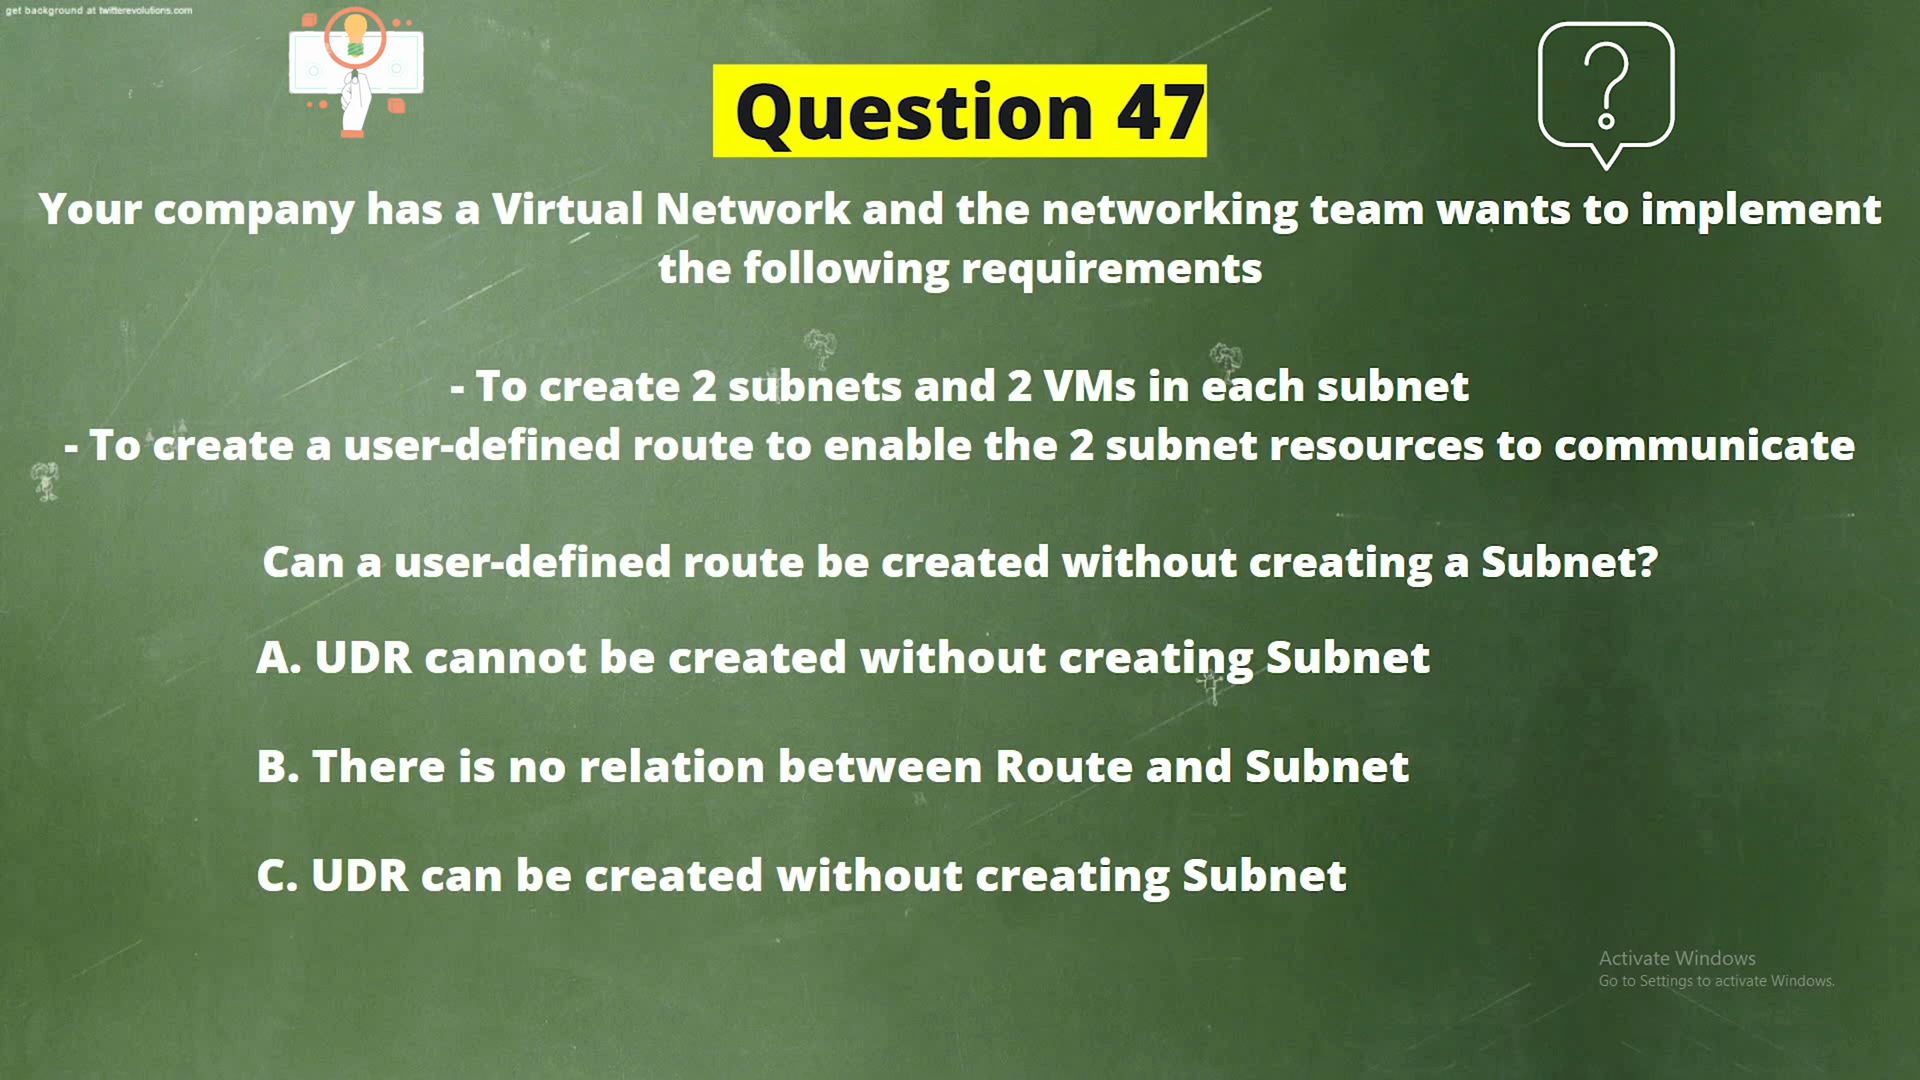 get background at twitterevolutions.com
Question 47
Your company has a Virtual Network and the networking team wants to implement
the following requirements
- To create 2 subnets and 2 VMs in each subnet
- To create a user-defined route to enable the 2 subnet resources to communicate
Can a user-defined route be created without creating a Subnet?
A. UDR cannot be created without creating Subnet
B. There is no relation between Route and Subnet
C. UDR can be created without creating Subnet
Activate Windows
Go to Settings to activate Windows.